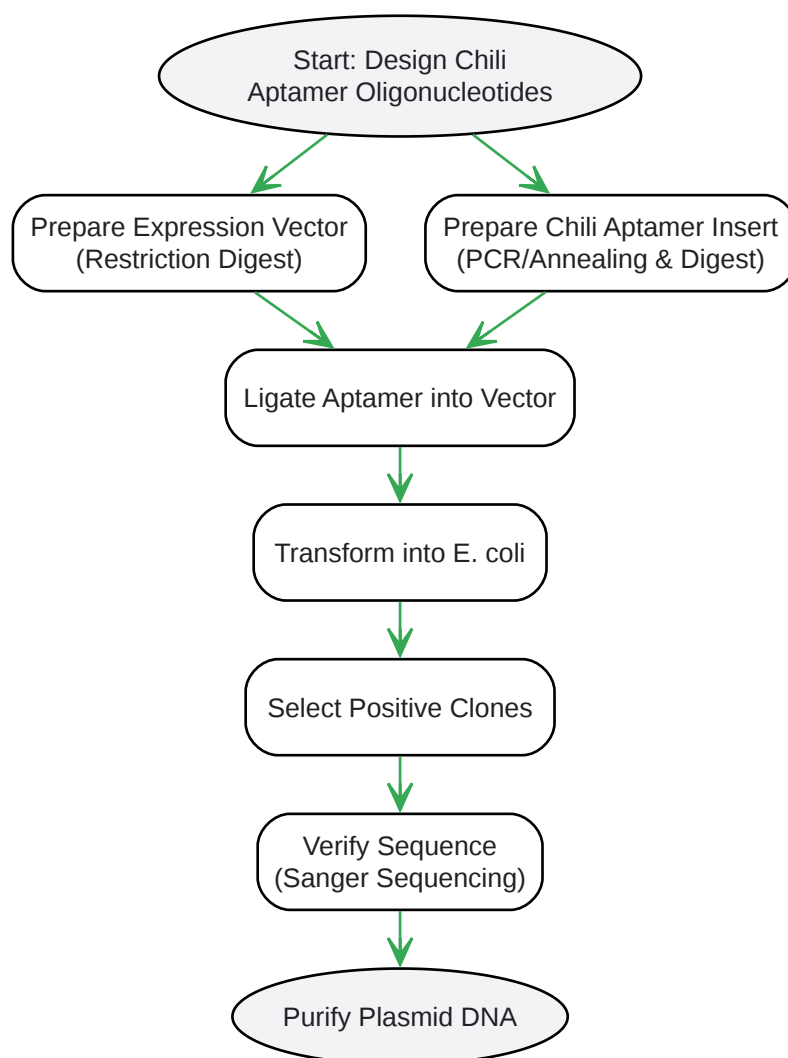 Start: Design Chili
Aptamer Oligonucleotides
Prepare Expression Vector
(Restriction Digest)
Prepare Chili Aptamer Insert
(PCR/Annealing & Digest)
Ligate Aptamer into Vector
Transform into E. coli
Select Positive Clones
Verify Sequence
(Sanger Sequencing)
Purify Plasmid DNA